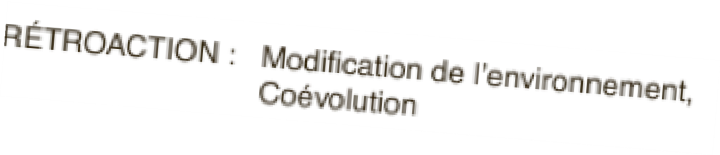 RÉTROACTION : Modification de l'environnement,
Coévolution